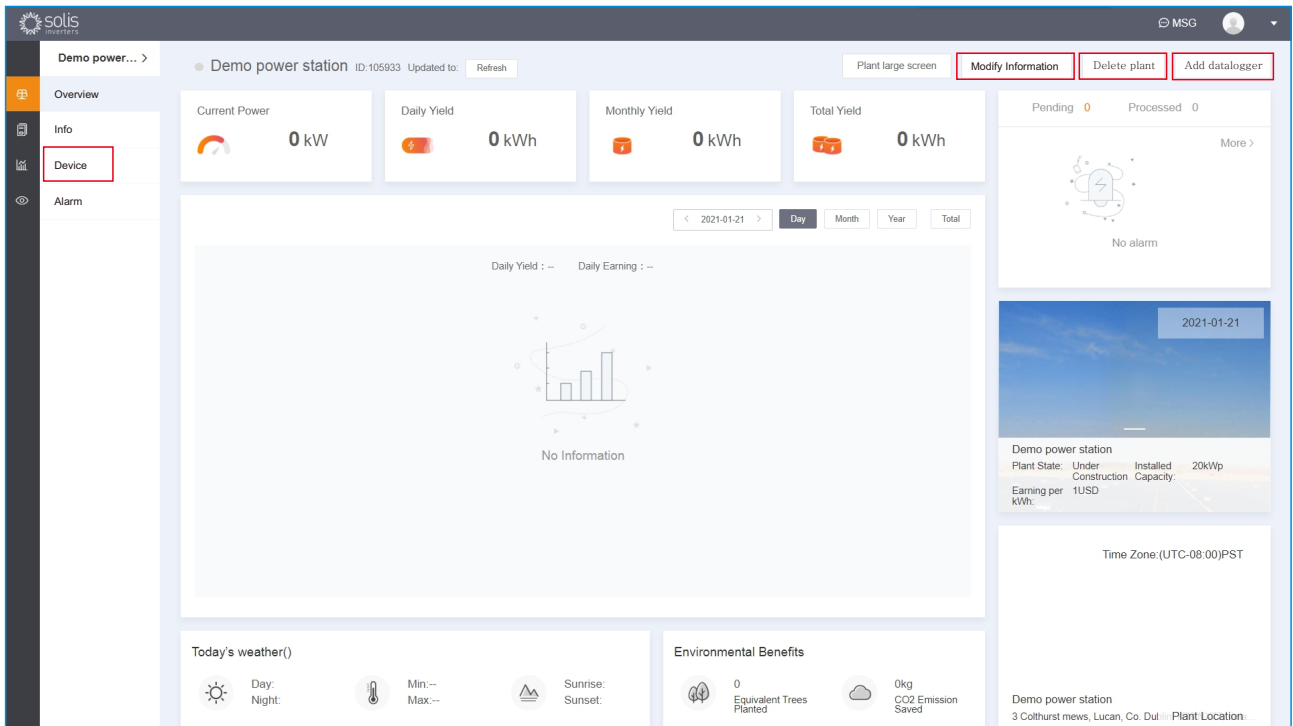 solis
inverters
MSG
Demo power... >
Demo power station ID:105933 Updated to: Refresh
Plant large screen
Modify Information
Delete plant
Add datalogger
Overview
Info
Device
Alarm
Current Power
0 kW
Daily Yield
0 kWh
Monthly Yield
0 kWh
Total Yield
0 kWh
Pending 0 Processed 0
More >
No alarm
< 2021-01-21 > Day Month Year Total
Daily Yield : -- Daily Earning : --
No Information
2021-01-21
Demo power station
Plant State: Under Construction Installed Capacity: 20kWp
Earning per kWh: 1USD
Time Zone:(UTC-08:00)PST
Demo power station
3 Colthurst mews, Lucan, Co. Dublin
Plant Location
Today's weather()
Day:
Night:
Min:--
Max:--
Sunrise:
Sunset:
Environmental Benefits
0
Equivalent Trees
Planted
0kg
CO2 Emission
Saved